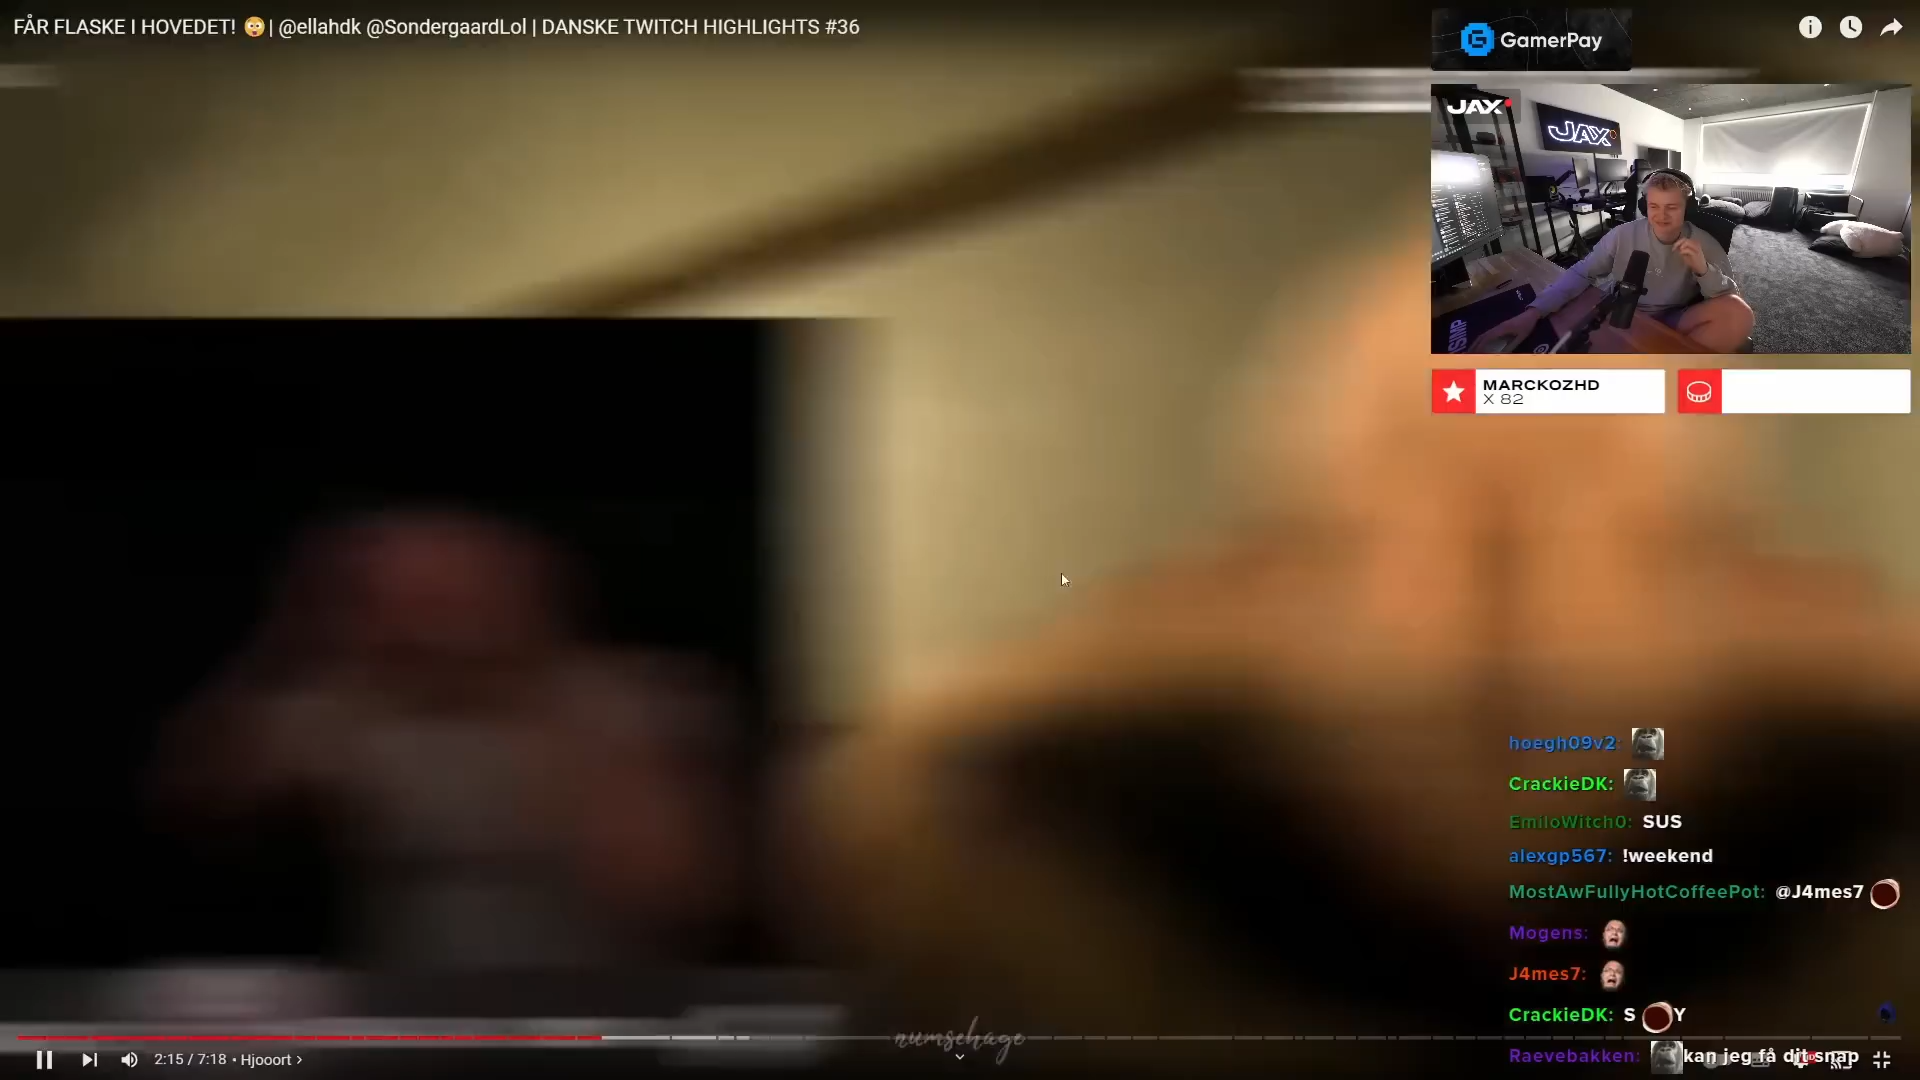 FÅR FLASKE I HOVEDET! 😳 | @ellahdk @SondergaardLol | DANSKE TWITCH HIGHLIGHTS #36
GamerPay
JAX
JAX
MARCKOZHD
X 82
hoegh09v2:
CrackieDK:
EmiloWitch0: SUS
alexgp567: !weekend
MostAwFullyHotCoffeePot: @J4mes7
Mogens:
J4mes7:
CrackieDK: S Y
numsehage
Raevebakken: kan jeg få dit snap
2:15 / 7:18 • Hjooort ›